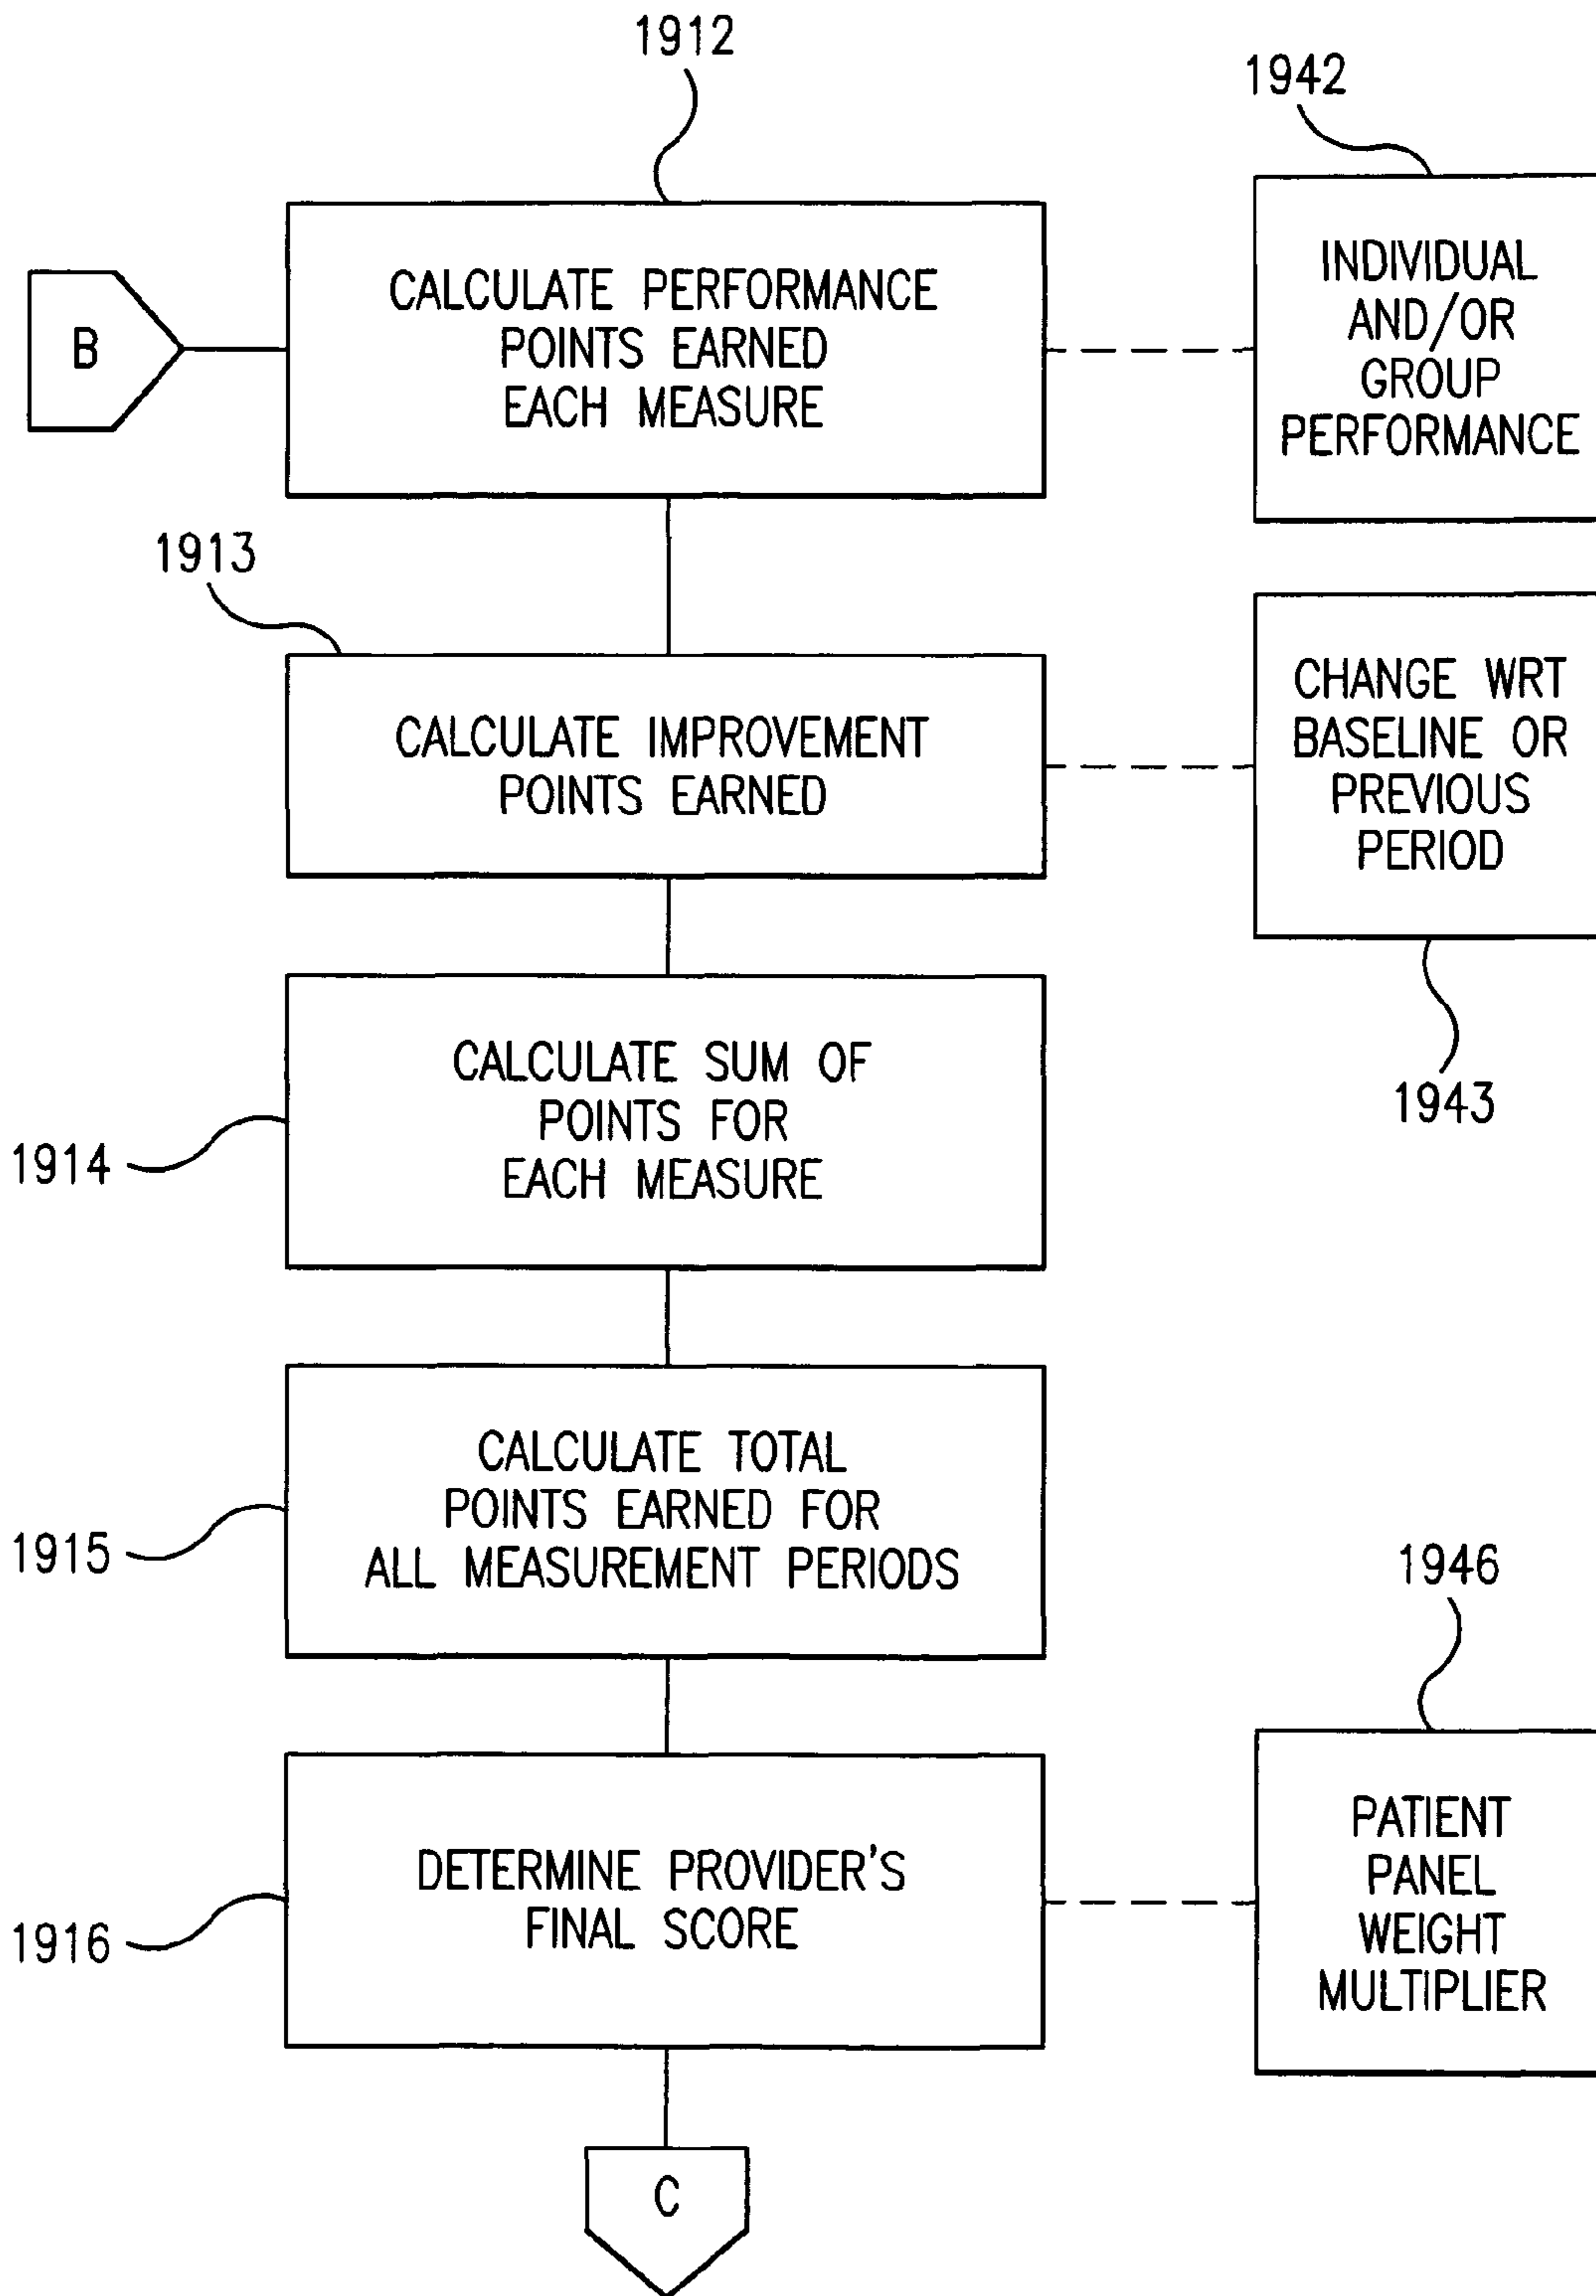 1912
1942
B
CALCULATE PERFORMANCE
POINTS EARNED
EACH MEASURE
INDIVIDUAL
AND/OR
GROUP
PERFORMANCE
1913
CALCULATE IMPROVEMENT
POINTS EARNED
CHANGE WRT
BASELINE OR
PREVIOUS
PERIOD
1943
1914
CALCULATE SUM OF
POINTS FOR
EACH MEASURE
1915
CALCULATE TOTAL
POINTS EARNED FOR
ALL MEASUREMENT PERIODS
1946
1916
DETERMINE PROVIDER'S
FINAL SCORE
PATIENT
PANEL
WEIGHT
MULTIPLIER
C